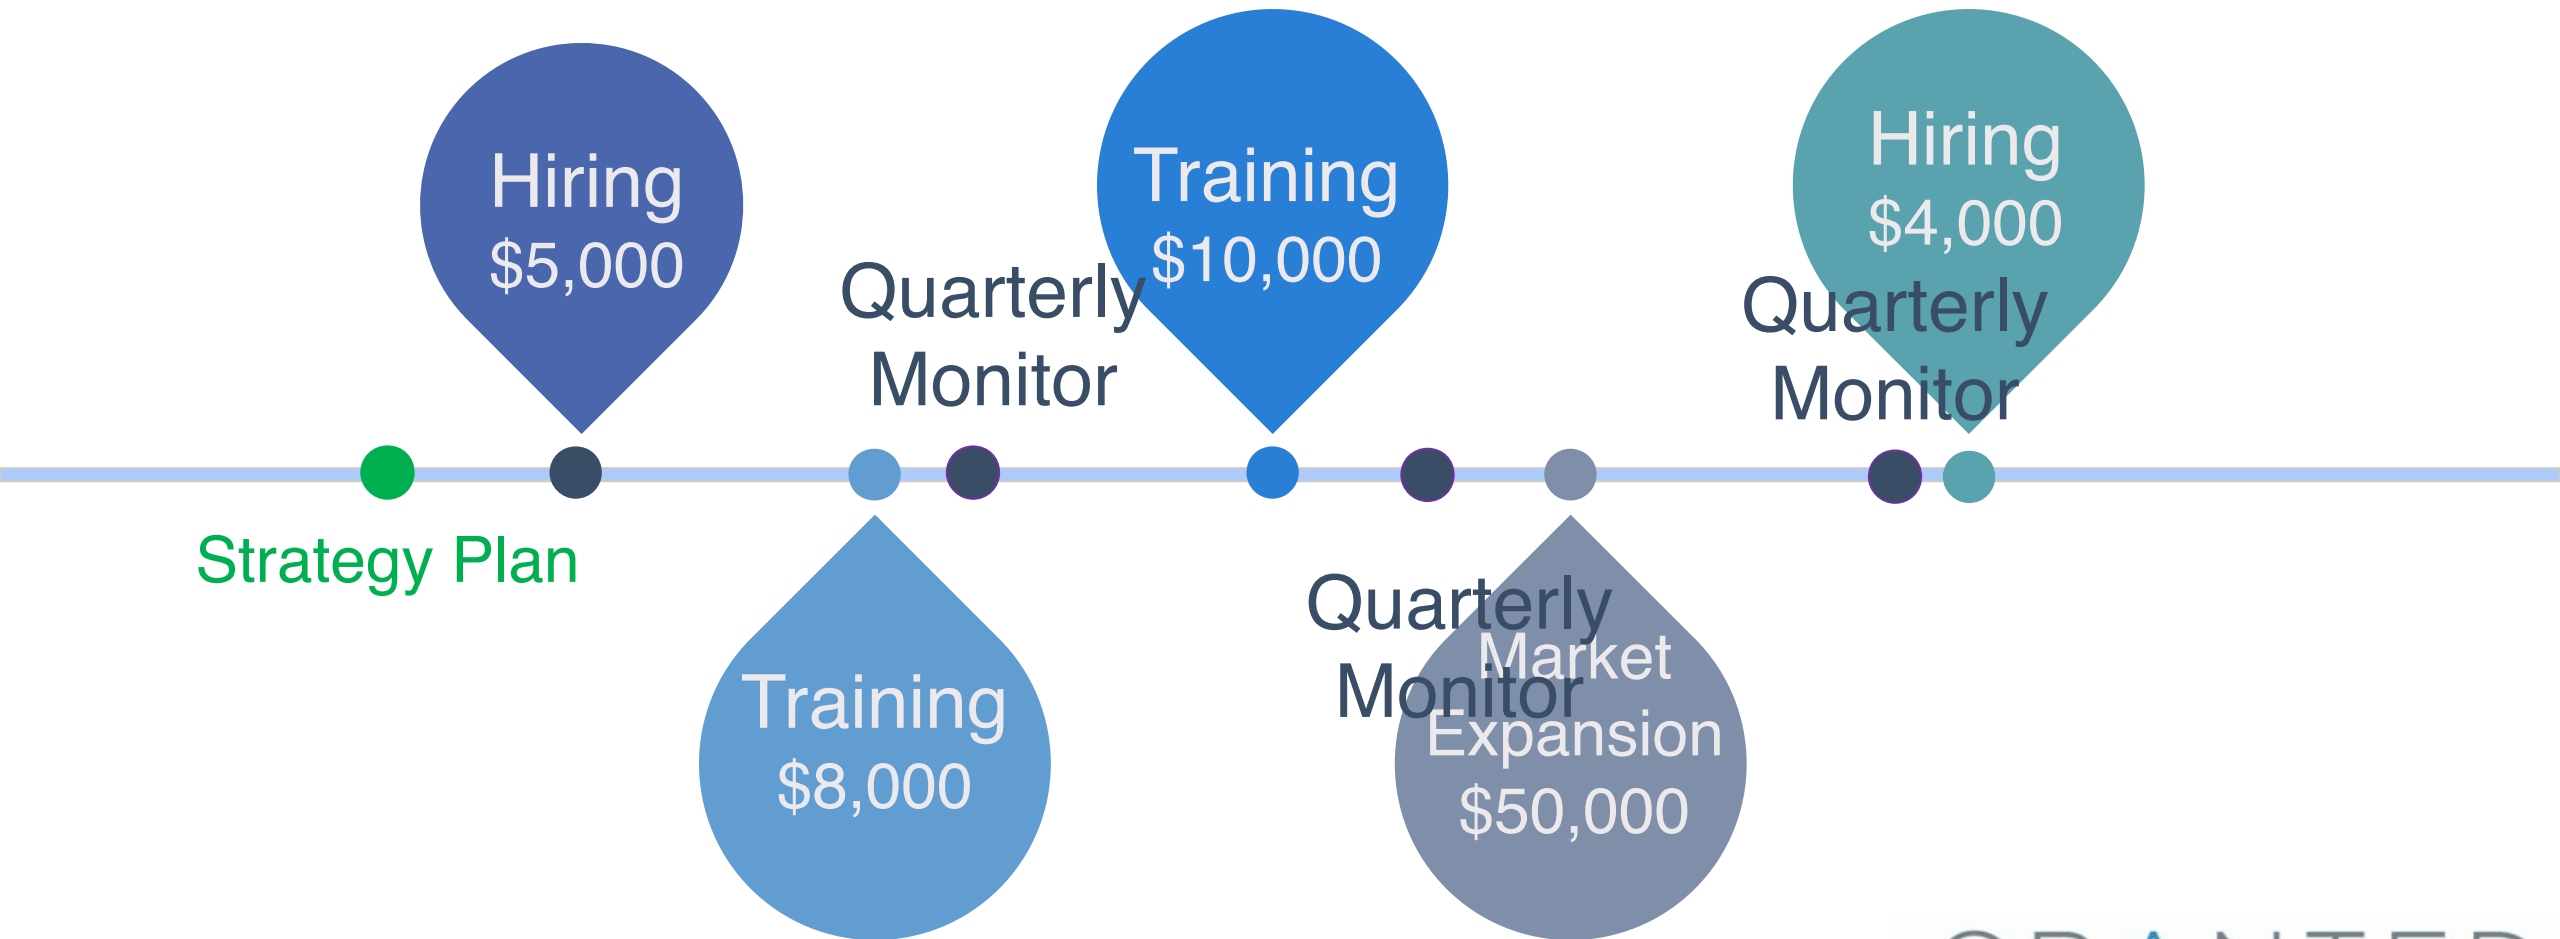 Hiring
$5,000
Quarterly
Monitor
Training
$10,000
Hiring
$4,000
Quarterly
Monitor
Strategy Plan
Training
$8,000
Quarterly
Monitor
Market
Expansion
$50,000